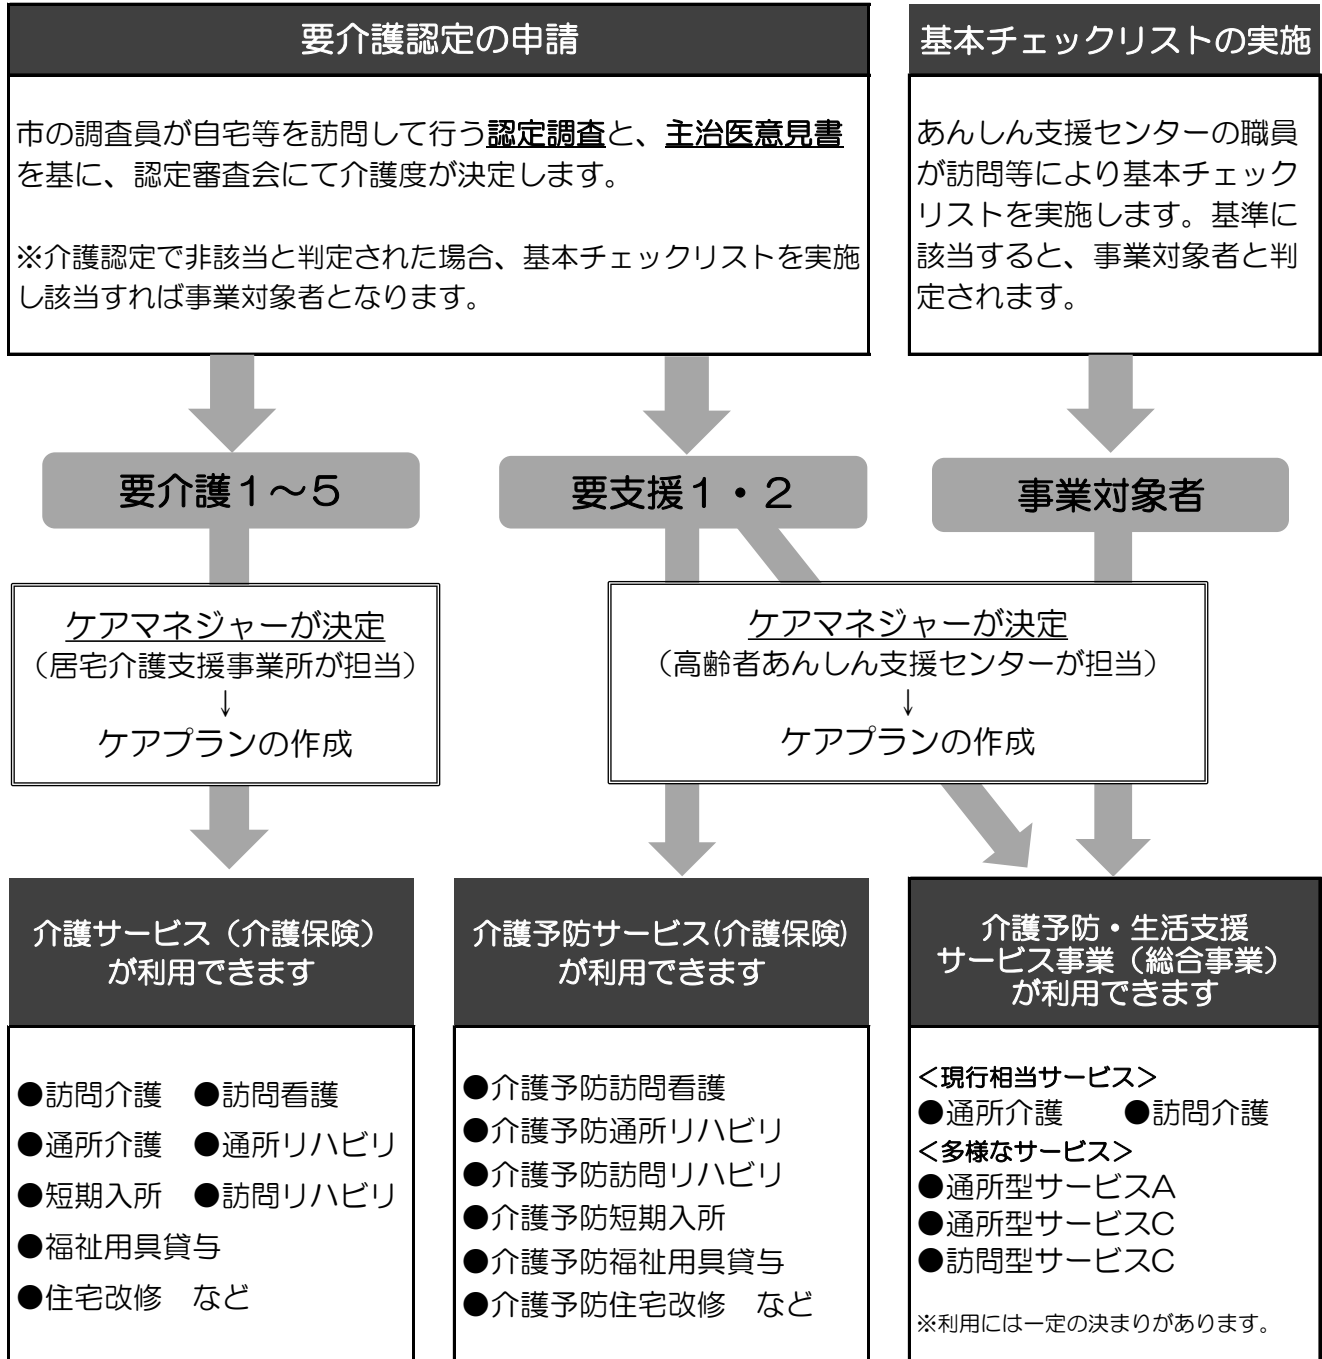 要介護認定の申請
市の調査員が自宅等を訪問して行う認定調査と、主治医意見書
を基に、認定審査会にて介護度が決定します。
※介護認定で非該当と判定された場合、基本チェックリストを実施
し該当すれば事業対象者となります。
基本チェックリストの実施
あんしん支援センターの職員
が訪問等により基本チェック
リストを実施します。基準に
該当すると、事業対象者と判
定されます。
要介護1～5
要支援1・2
事業対象者
ケアマネジャーが決定
（居宅介護支援事業所が担当）
↓
ケアプランの作成
ケアマネジャーが決定
（高齢者あんしん支援センターが担当）
↓
ケアプランの作成
介護サービス（介護保険）
が利用できます
●訪問介護　●訪問看護
●通所介護　●通所リハビリ
●短期入所　●訪問リハビリ
●福祉用具貸与
●住宅改修　など
介護予防サービス(介護保険)
が利用できます
●介護予防訪問看護
●介護予防通所リハビリ
●介護予防訪問リハビリ
●介護予防短期入所
●介護予防福祉用具貸与
●介護予防住宅改修　など
介護予防・生活支援
サービス事業（総合事業）
が利用できます
＜現行相当サービス＞
●通所介護　　●訪問介護
＜多様なサービス＞
●通所型サービスA
●通所型サービスC
●訪問型サービスC
※利用には一定の決まりがあります。